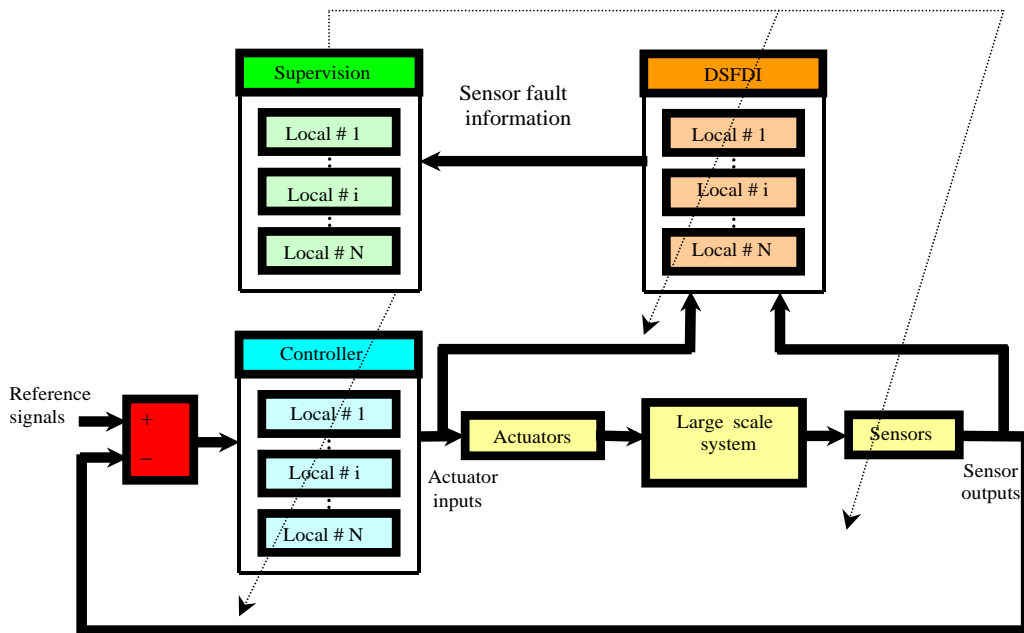 Supervision
Local # 1
Local # i
Local # N
Sensor fault
information
DSFDI
Local # 1
Local # i
Local # N
Reference
signals
+
−
Controller
Local # 1
Local # i
Local # N
Actuator
inputs
Actuators
Large scale
system
Sensors
Sensor
outputs